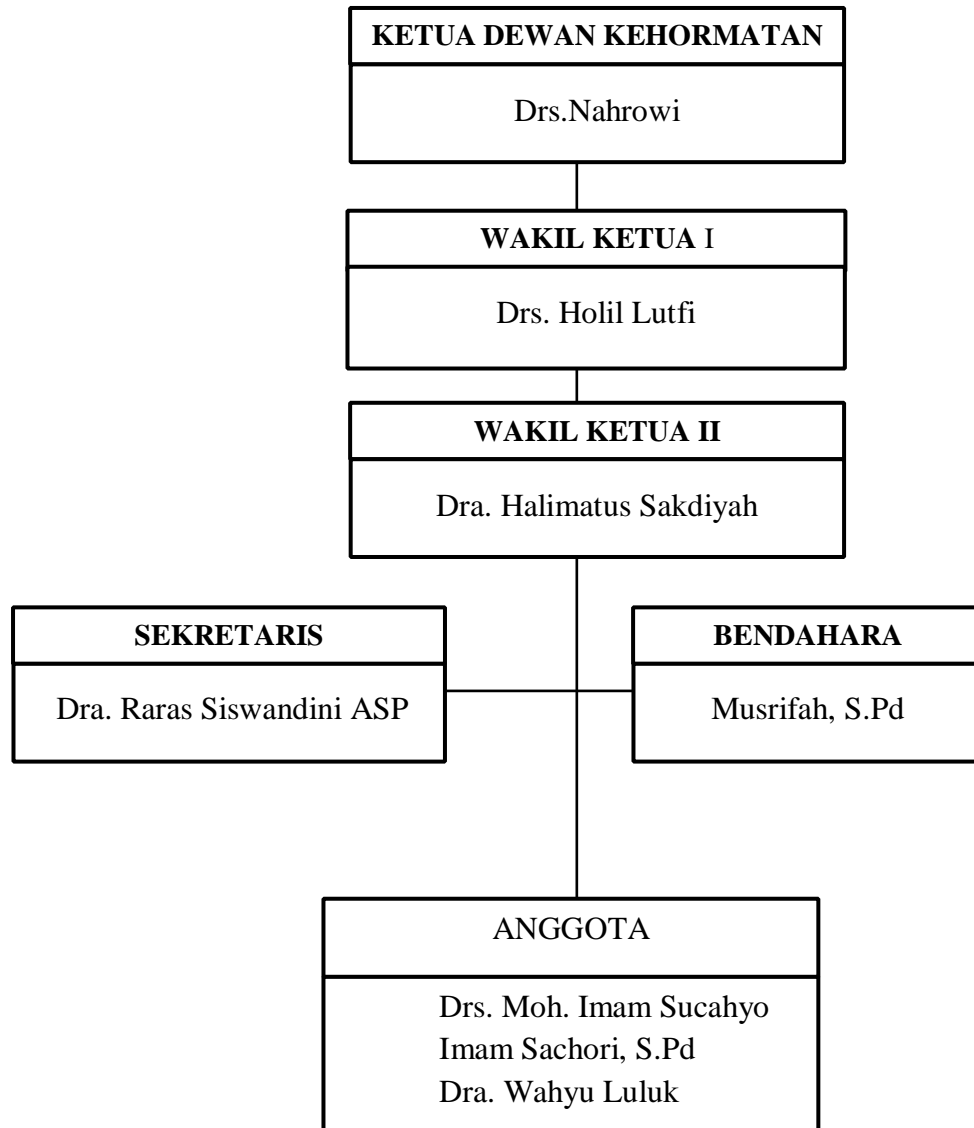 KETUA DEWAN KEHORMATAN
Drs.Nahrowi
WAKIL KETUA I
Drs. Holil Lutfi
WAKIL KETUA II
Dra. Halimatus Sakdiyah
SEKRETARIS
Dra. Raras Siswandini ASP
BENDAHARA
Musrifah, S.Pd
ANGGOTA
Drs. Moh. Imam Sucahyo
Imam Sachori, S.Pd
Dra. Wahyu Luluk